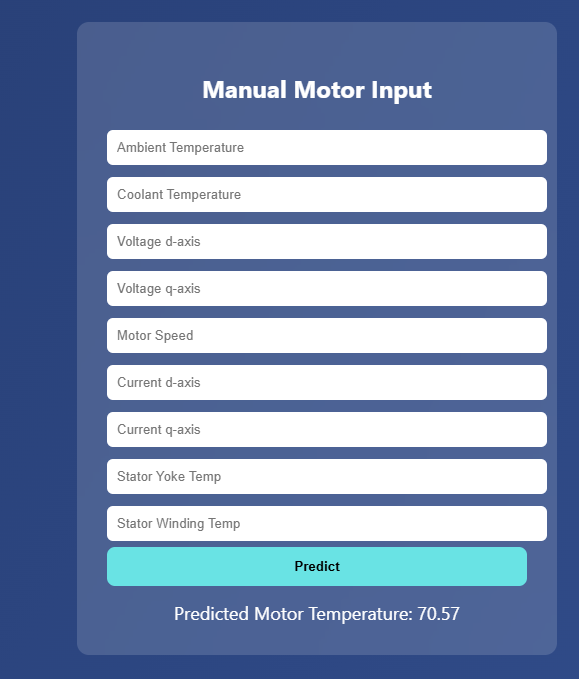 Manual Motor Input
Ambient Temperature
Coolant Temperature
Voltage d-axis
Voltage q-axis
Motor Speed
Current d-axis
Current q-axis
Stator Yoke Temp
Stator Winding Temp
Predict
Predicted Motor Temperature: 70.57